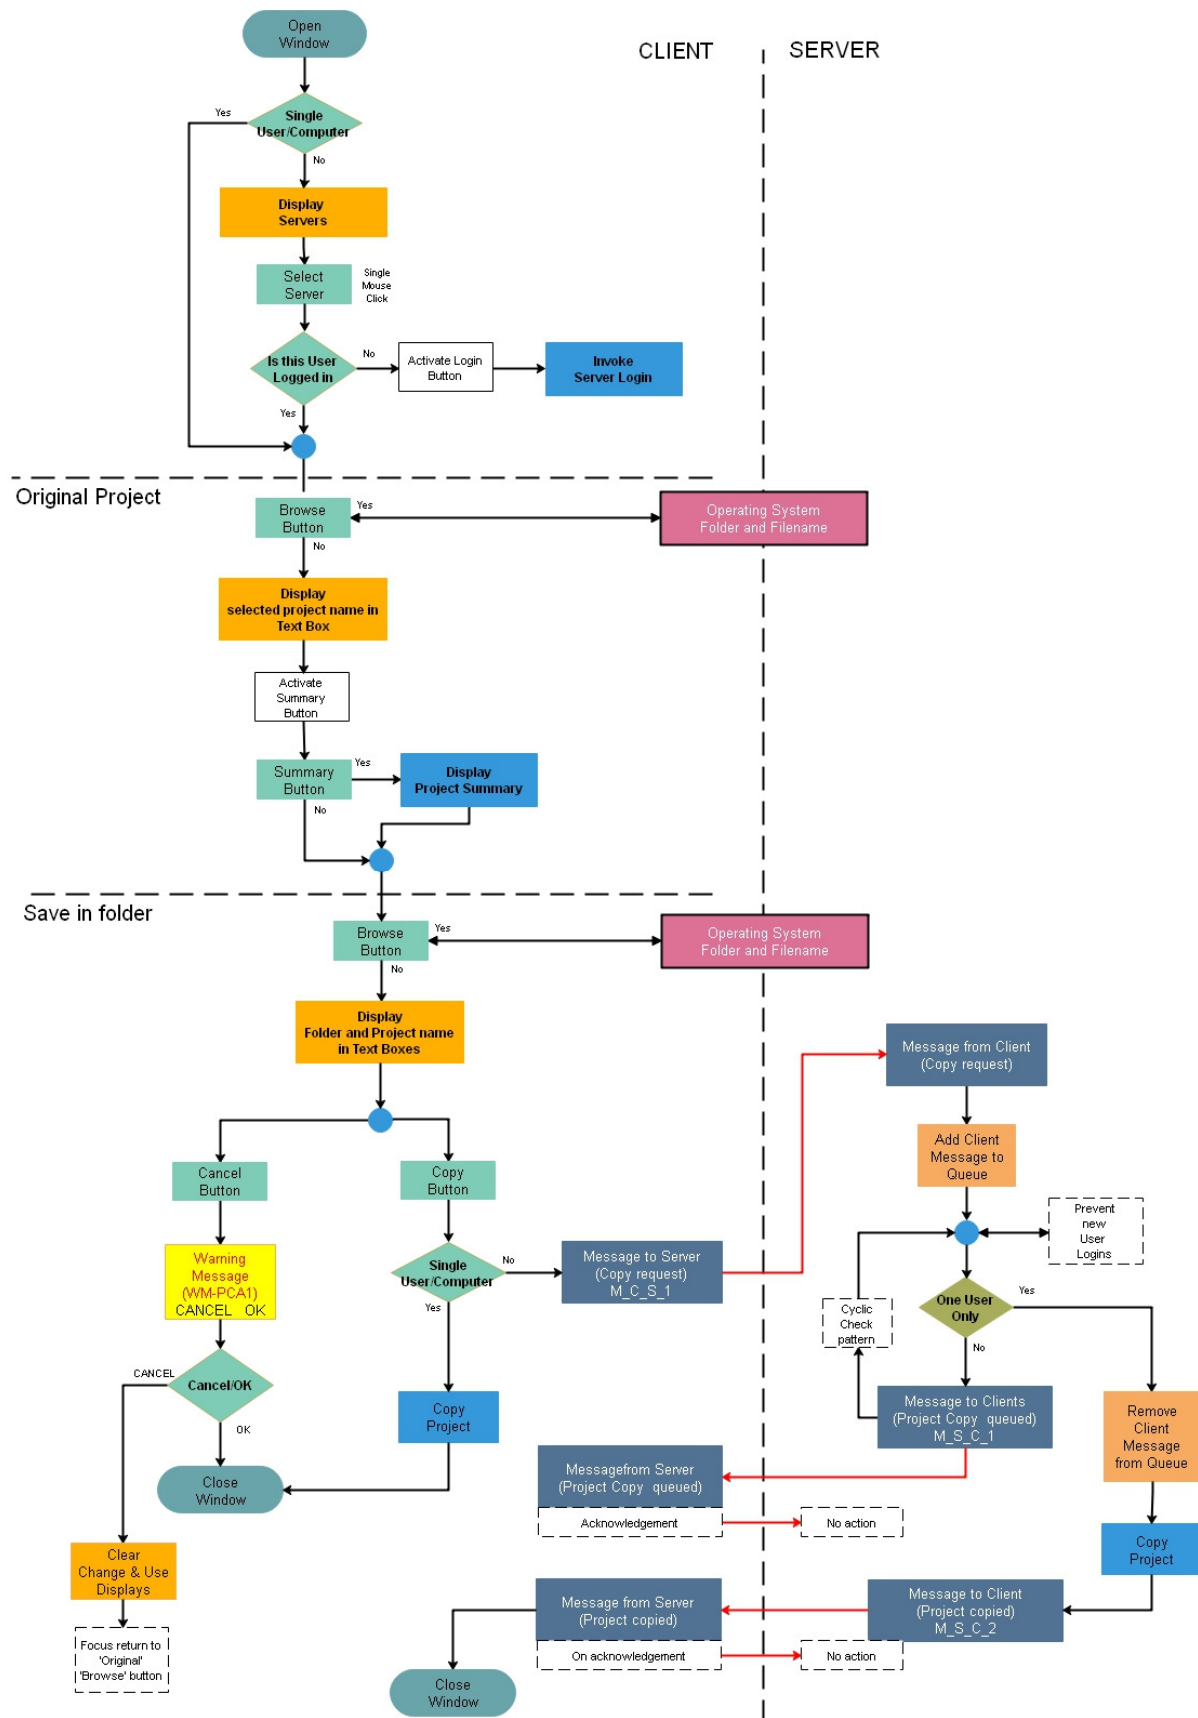 Open
Window
CLIENT
SERVER
Yes
Single
User/Computer
No
Display
Servers
Select
Server
Single
Mouse
Click
Is this User
Logged in
No
Activate Login
Button
Invoke
Server Login
Yes
Original Project
Browse
Button
Yes
Operating System
Folder and Filename
No
Display
selected project name in
Text Box
Activate
Summary
Button
Summary
Button
Yes
Display
Project Summary
No
Save in folder
Browse
Button
Yes
Operating System
Folder and Filename
No
Display
Folder and Project name
in Text Boxes
Message from Client
(Copy request)
Add Client
Message to
Queue
Cancel
Button
Copy
Button
Prevent
new
User
Logins
Warning
Message
(WM-PCA1)
CANCEL OK
Single
User/Computer
No
Message to Server
(Copy request)
M_C_S_1
Yes
One User
Only
Yes
Cyclic
Check
pattern
No
CANCEL
Cancel/OK
OK
Copy
Project
Message to Clients
(Project Copy queued)
M_S_C_1
Remove
Client
Message
from Queue
Close
Window
Messagefrom Server
(Project Copy queued)
Acknowledgement
No action
Clear
Change & Use
Displays
Copy
Project
Message from Server
(Project copied)
Message to Client
(Project copied)
M_S_C_2
Focus return to
'Original'
'Browse' button
On acknowledgement
No action
Close
Window